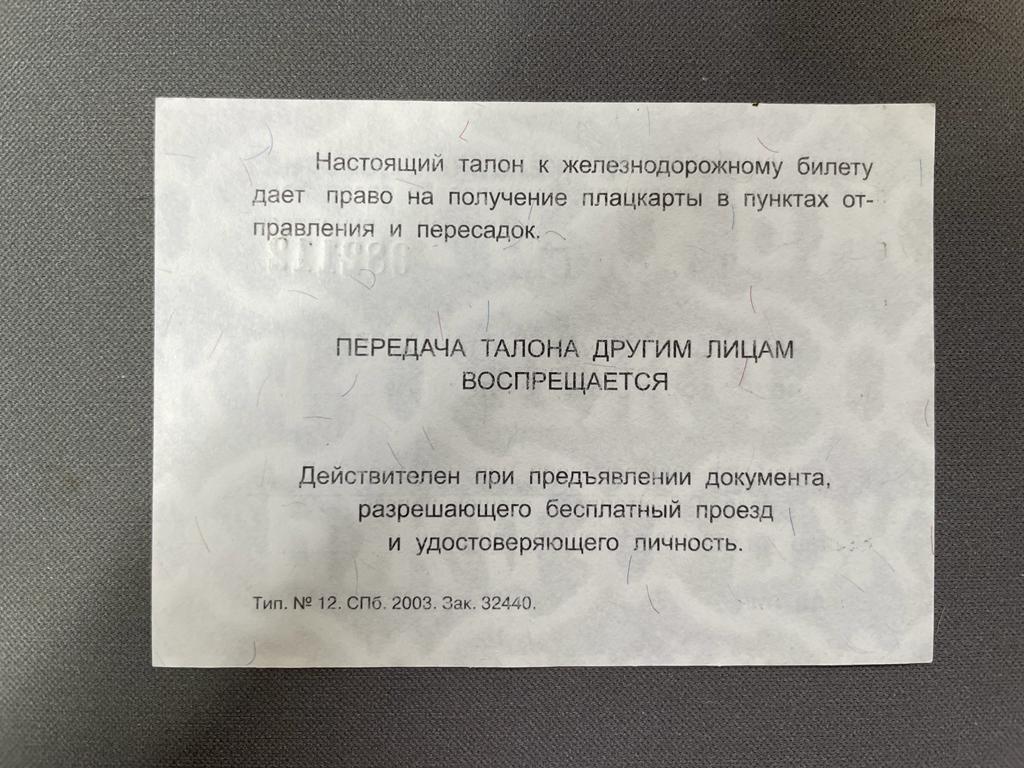 Настоящий талон к железнодорожному билету
дает право на получение плацкарты в пунктах от-
правления и пересадок.
ПЕРЕДАЧА ТАЛОНА ДРУГИМ ЛИЦАМ
ВОСПРЕЩАЕТСЯ
Действителен при предъявлении документа,
разрешающего бесплатный проезд
и удостоверяющего личность.
Тип. № 12. СПб. 2003. Зак. 32440.